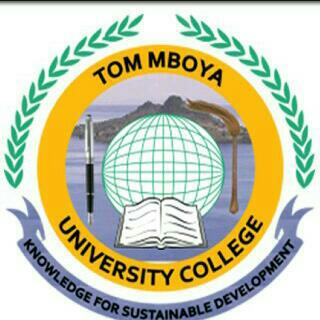 TOM MBOYA
UNIVERSITY COLLEGE
KNOWLEDGE FOR SUSTAINABLE DEVELOPMENT